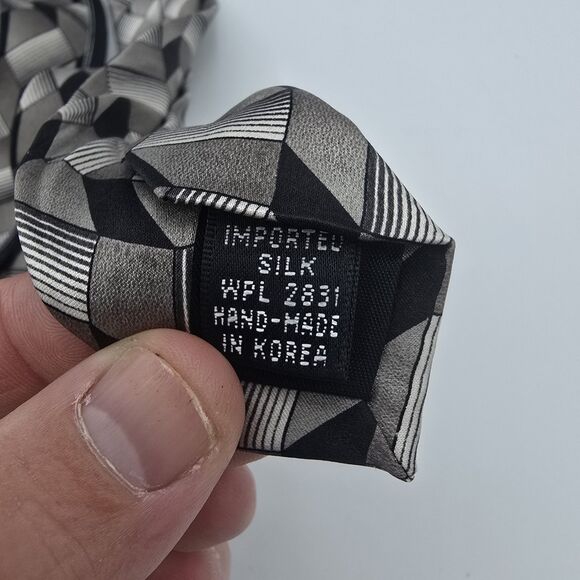 IMPORTED
SILK
WPL 2831
HAND-MADE
IN KOREA